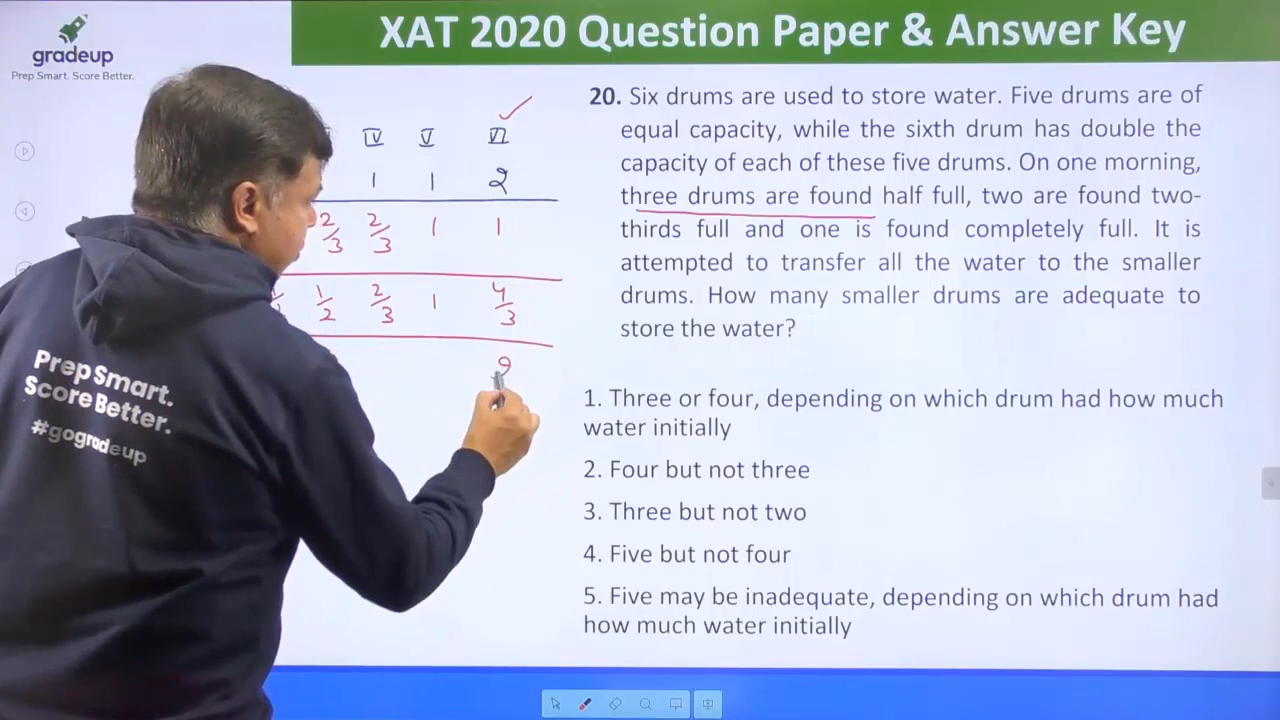 gradeup
Prep Smart. Score Better.
XAT 2020 Question Paper & Answer Key
IV V VI
1 1 2
2/3 2/3 1 1
1/2 2/3 1 4/3
Prep Smart.
Score Better.
#gogradeup
20. Six drums are used to store water. Five drums are of
equal capacity, while the sixth drum has double the
capacity of each of these five drums. On one morning,
three drums are found half full, two are found two-
thirds full and one is found completely full. It is
attempted to transfer all the water to the smaller
drums. How many smaller drums are adequate to
store the water?
1. Three or four, depending on which drum had how much
water initially
2. Four but not three
3. Three but not two
4. Five but not four
5. Five may be inadequate, depending on which drum had
how much water initially